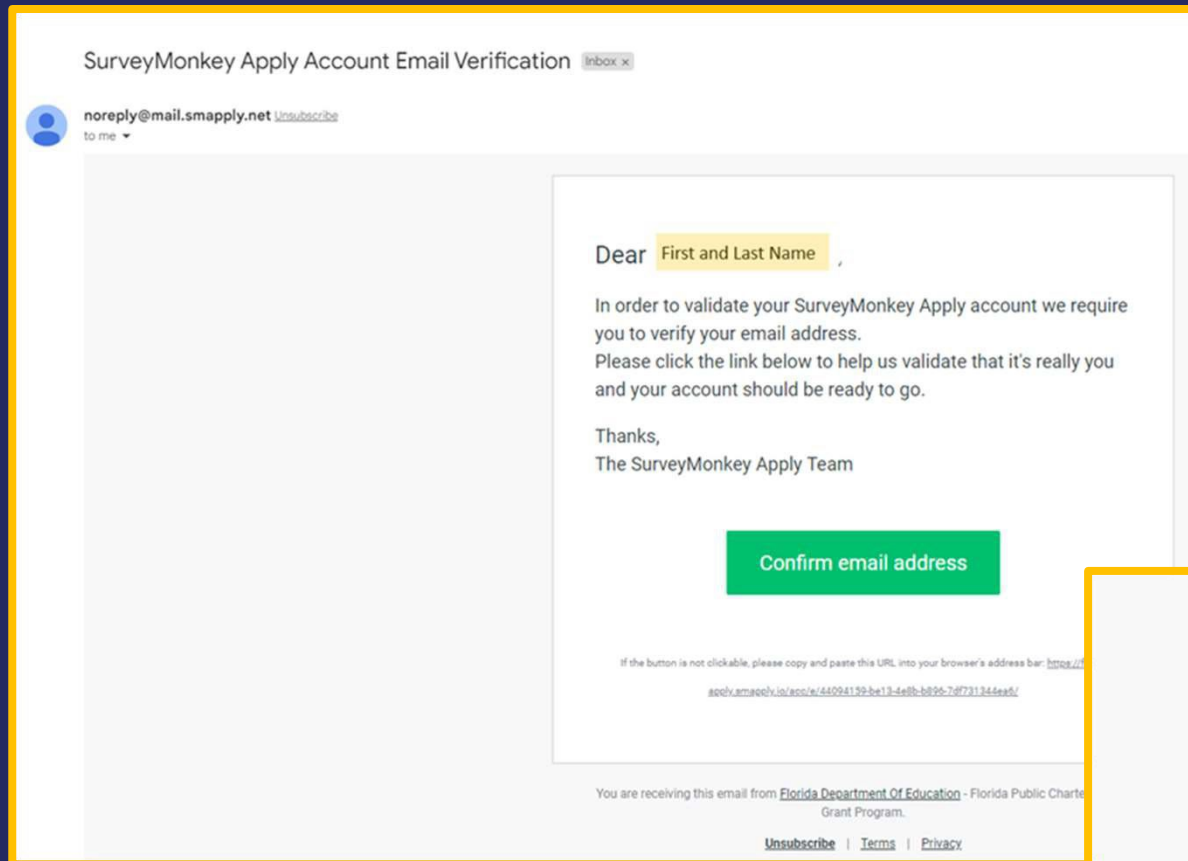 SurveyMonkey Apply Account Email Verification Inbox x
noreply@mail.smapply.net Unsubscribe
to me
Dear First and Last Name ,
In order to validate your SurveyMonkey Apply account we require
you to verify your email address.
Please click the link below to help us validate that it's really you
and your account should be ready to go.
Thanks,
The SurveyMonkey Apply Team
Confirm email address
If the button is not clickable, please copy and paste this URL into your browser's address bar: https://f
apply.smapply.io/acc/e/44094159-be13-4e8b-b896-7df731344ea6/
You are receiving this email from Florida Department Of Education - Florida Public Charte
Grant Program.
Unsubscribe | Terms | Privacy